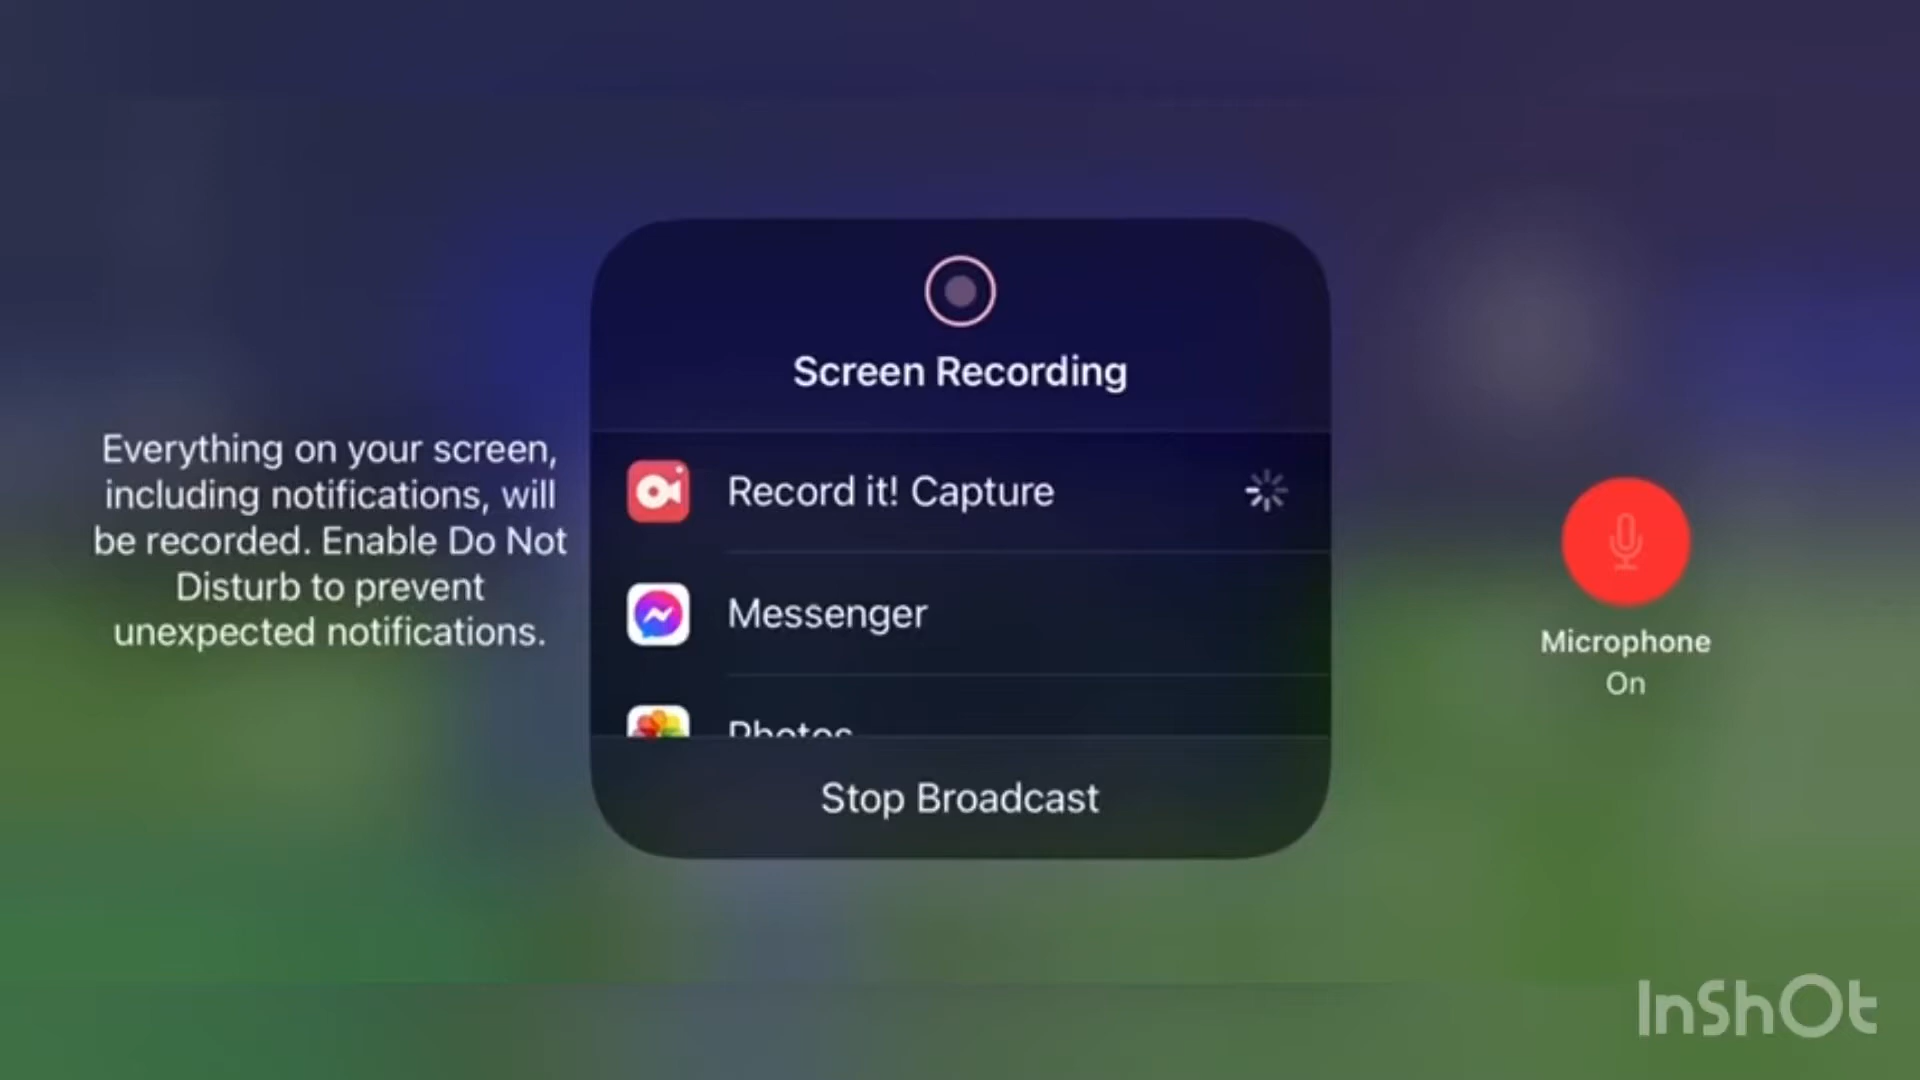 Screen Recording
Everything on your screen,
including notifications, will
be recorded. Enable Do Not
Disturb to prevent
unexpected notifications.
Record it! Capture
Messenger
Photos
Stop Broadcast
Microphone
On
InShOt